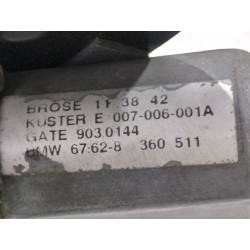 BROSE 11.38 42
KUSTER E 007-006-001A
GATE 903.0144
BMW 67.62-8 360 511